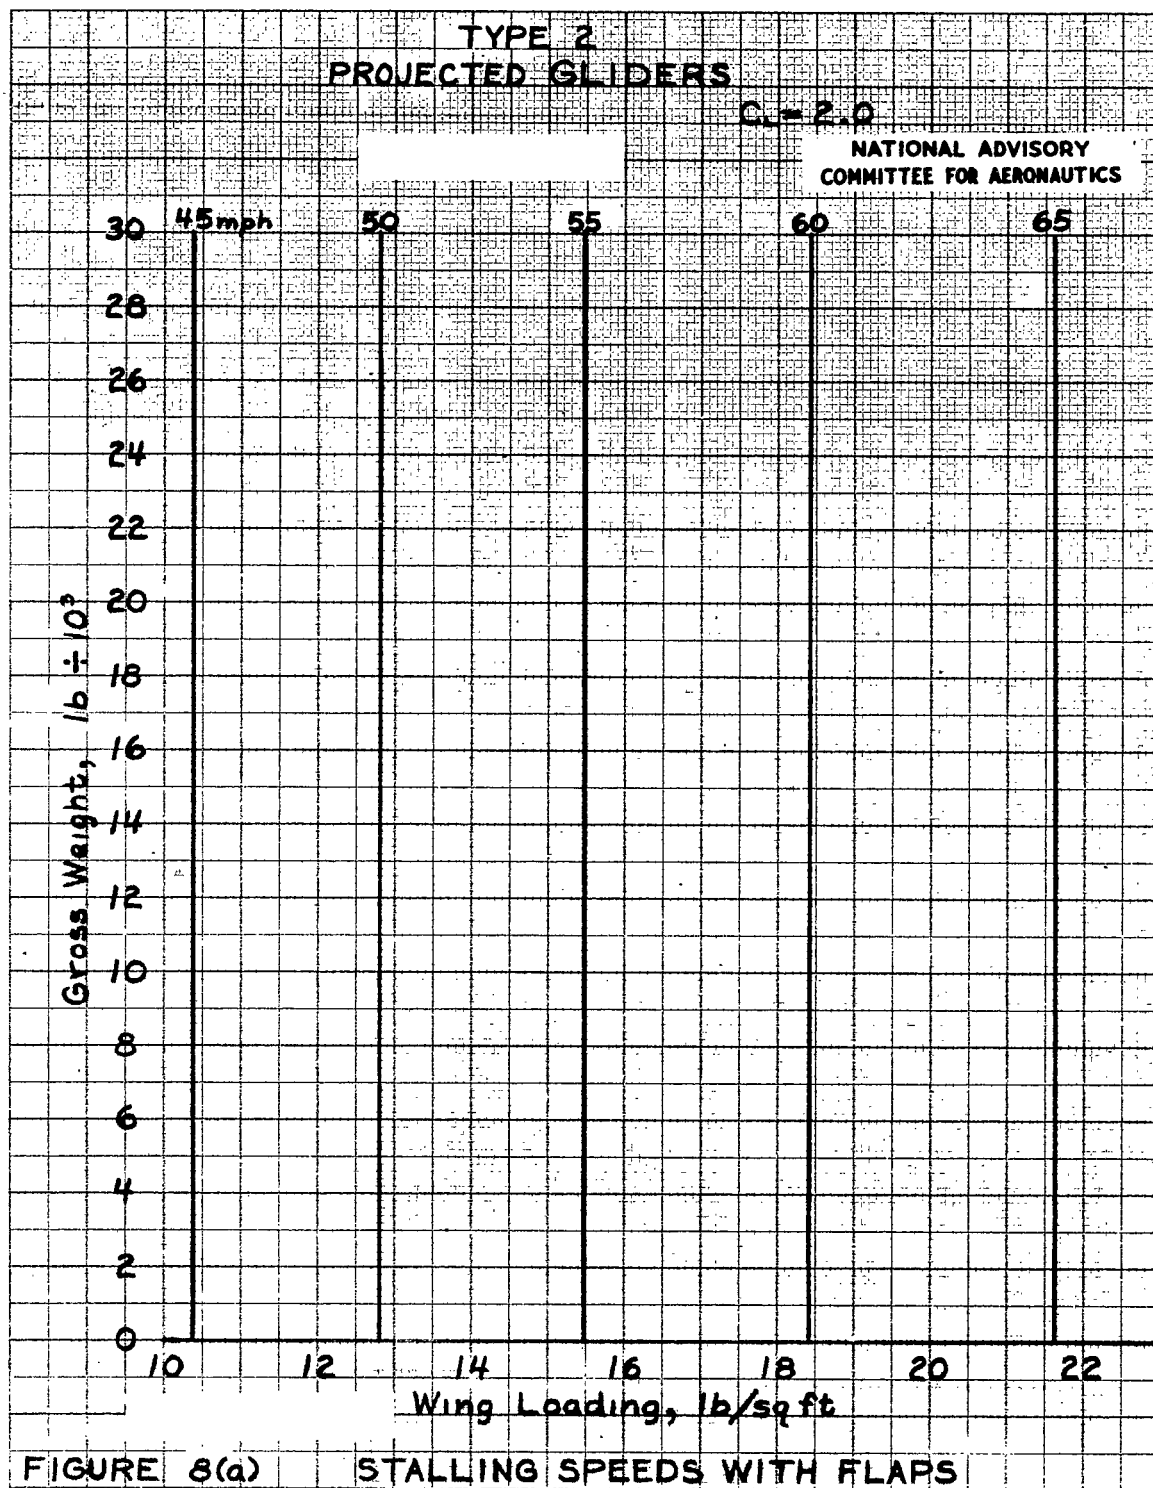 TYPE 2
PROJECTED GLIDERS
CL = 2.0
NATIONAL ADVISORY
COMMITTEE FOR AERONAUTICS
45mph 50 55 60 65
30
28
26
24
22
20
18
16
14
12
10
8
6
4
2
0
Gross Weight, lb ÷ 10³
10 12 14 16 18 20 22
Wing Loading, lb/sq ft
FIGURE 8(a) STALLING SPEEDS WITH FLAPS